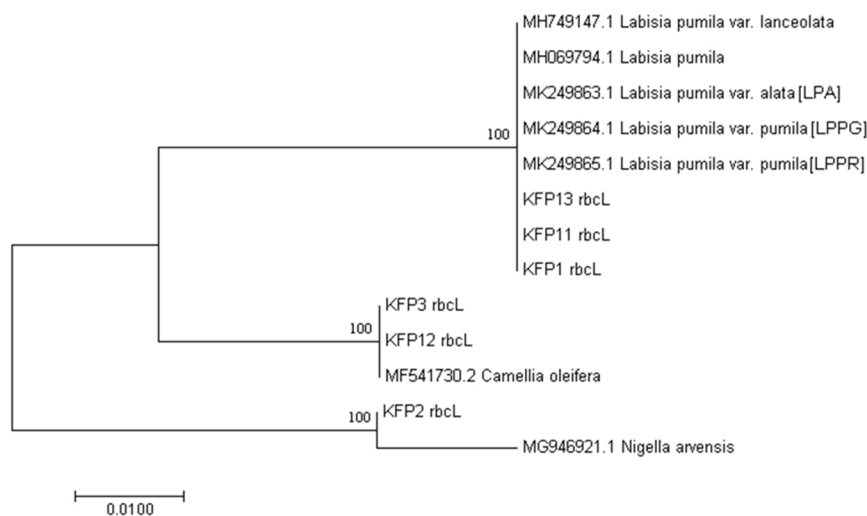 MH749147.1 Labisia pumila var. lanceolata
MH069794.1 Labisia pumila
MK249863.1 Labisia pumila var. alata[LPA]
100
MK249864.1 Labisia pumila var. pumila[LPPG]
MK249865.1 Labisia pumila var. pumila[LPPR]
KFP13 rbcL
KFP11 rbcL
KFP1 rbcL
KFP3 rbcL
100
KFP12 rbcL
MF541730.2 Camellia oleifera
100
KFP2 rbcL
MG946921.1 Nigella arvensis
0.0100